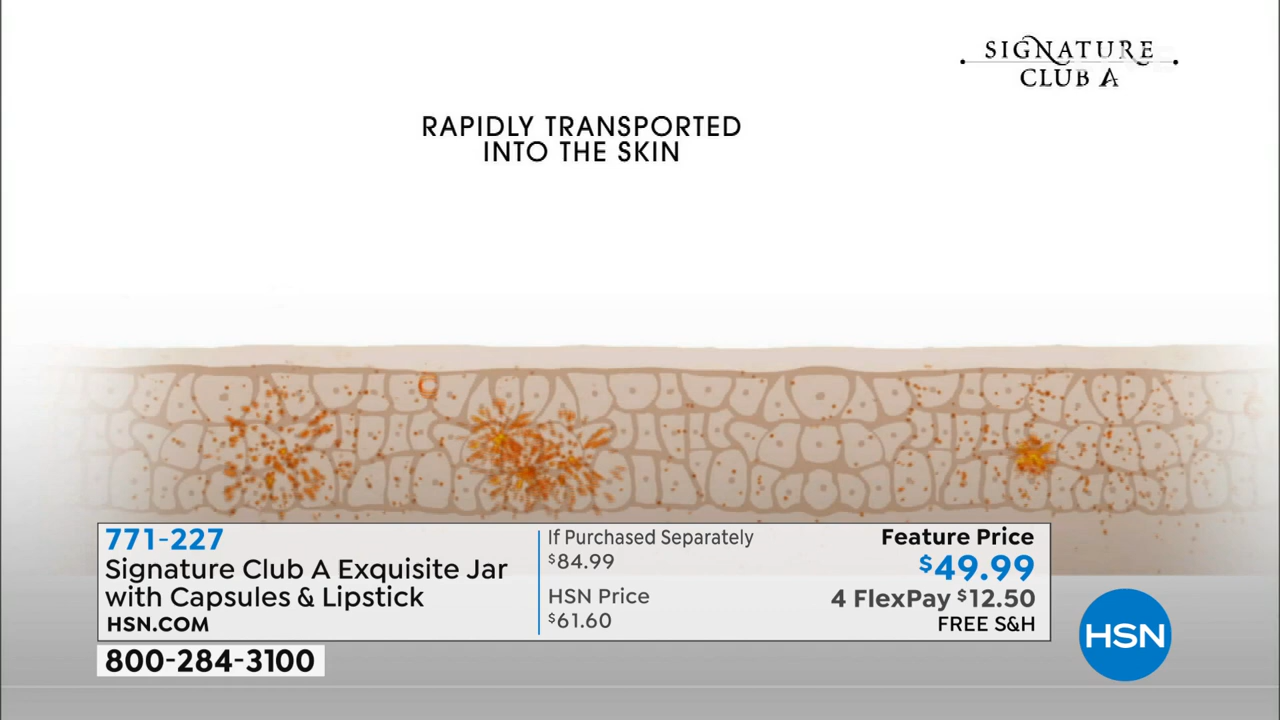 SIGNATURE
CLUB A
RAPIDLY TRANSPORTED
INTO THE SKIN
771-227
Signature Club A Exquisite Jar
with Capsules & Lipstick
HSN.COM
If Purchased Separately
$84.99
HSN Price
$61.60
Feature Price
$49.99
4 FlexPay $12.50
FREE S&H
800-284-3100
HSN